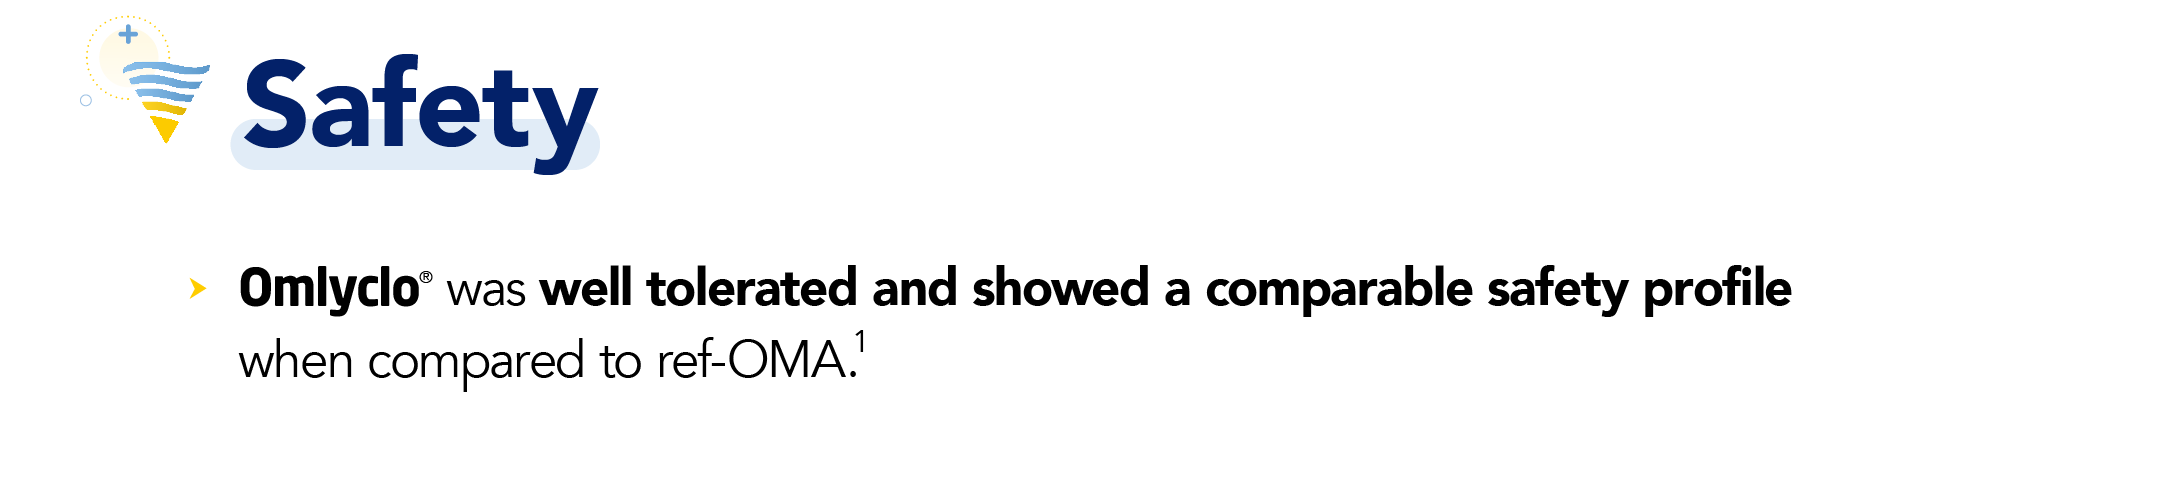 Safety
Omlyclo® was well tolerated and showed a comparable safety profile
when compared to ref-OMA.¹